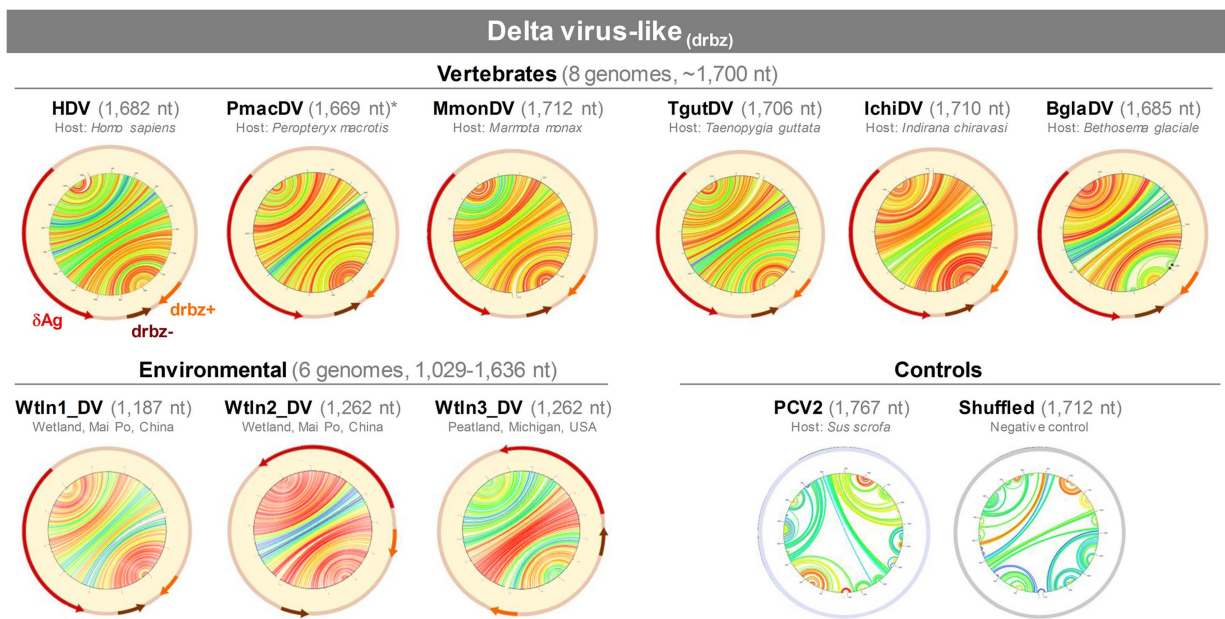 Delta virus-like (drbz)
Vertebrates (8 genomes, ~1,700 nt)
HDV (1,682 nt)
Host: Homo sapiens
PmacDV (1,669 nt)*
Host: Peropteryx macrotis
MmonDV (1,712 nt)
Host: Marmota monax
TgutDV (1,706 nt)
Host: Taenopygia guttata
IchiDV (1,710 nt)
Host: Indirana chiravasi
BglaDV (1,685 nt)
Host: Bethosema glaciale
δAg
drbz-
drbz+
Environmental (6 genomes, 1,029-1,636 nt)
Wtln1_DV (1,187 nt)
Wetland, Mai Po, China
Wtln2_DV (1,262 nt)
Wetland, Mai Po, China
Wtln3_DV (1,262 nt)
Peatland, Michigan, USA
Controls
PCV2 (1,767 nt)
Host: Sus scrofa
Shuffled (1,712 nt)
Negative control